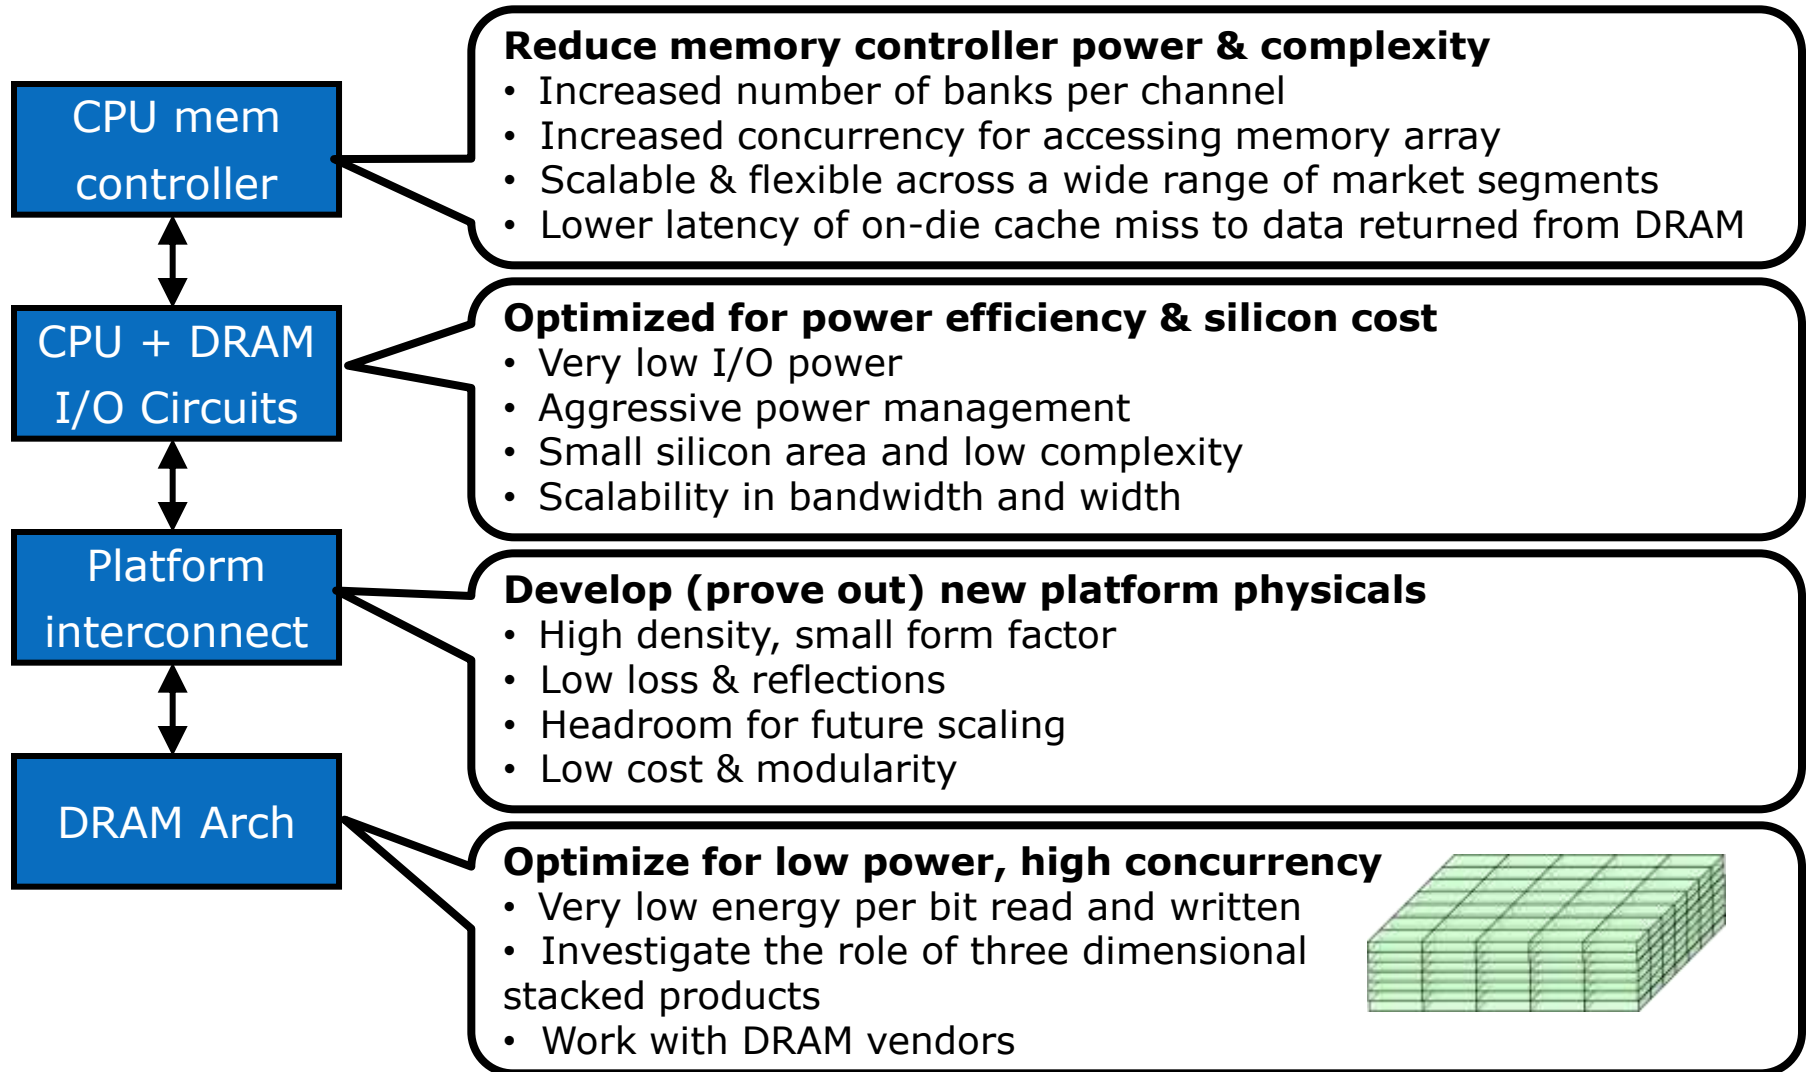 CPU mem
controller
Reduce memory controller power & complexity
• Increased number of banks per channel
• Increased concurrency for accessing memory array
• Scalable & flexible across a wide range of market segments
• Lower latency of on-die cache miss to data returned from DRAM
CPU + DRAM
I/O Circuits
Optimized for power efficiency & silicon cost
• Very low I/O power
• Aggressive power management
• Small silicon area and low complexity
• Scalability in bandwidth and width
Platform
interconnect
Develop (prove out) new platform physicals
• High density, small form factor
• Low loss & reflections
• Headroom for future scaling
• Low cost & modularity
DRAM Arch
Optimize for low power, high concurrency
• Very low energy per bit read and written
• Investigate the role of three dimensional
stacked products
• Work with DRAM vendors